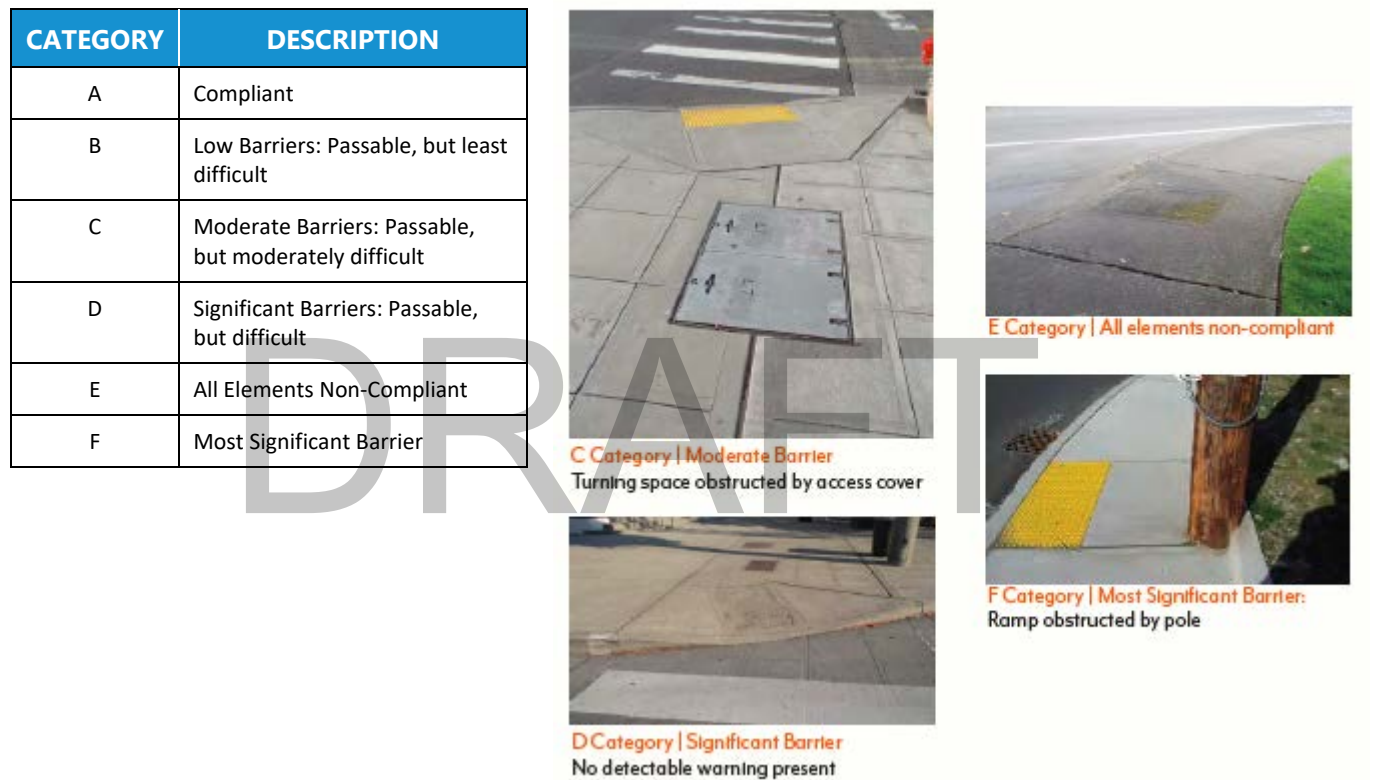 CATEGORY DESCRIPTION
A Compliant
B Low Barriers: Passable, but least
difficult
C Moderate Barriers: Passable,
but moderately difficult
D Significant Barriers: Passable,
but difficult
E All Elements Non-Compliant
F Most Significant Barrier
DRAFT
C Category | Moderate Barrier
Turning space obstructed by access cover
D Category | Significant Barrier
No detectable warning present
E Category | All elements non-compliant
F Category | Most Significant Barrier:
Ramp obstructed by pole